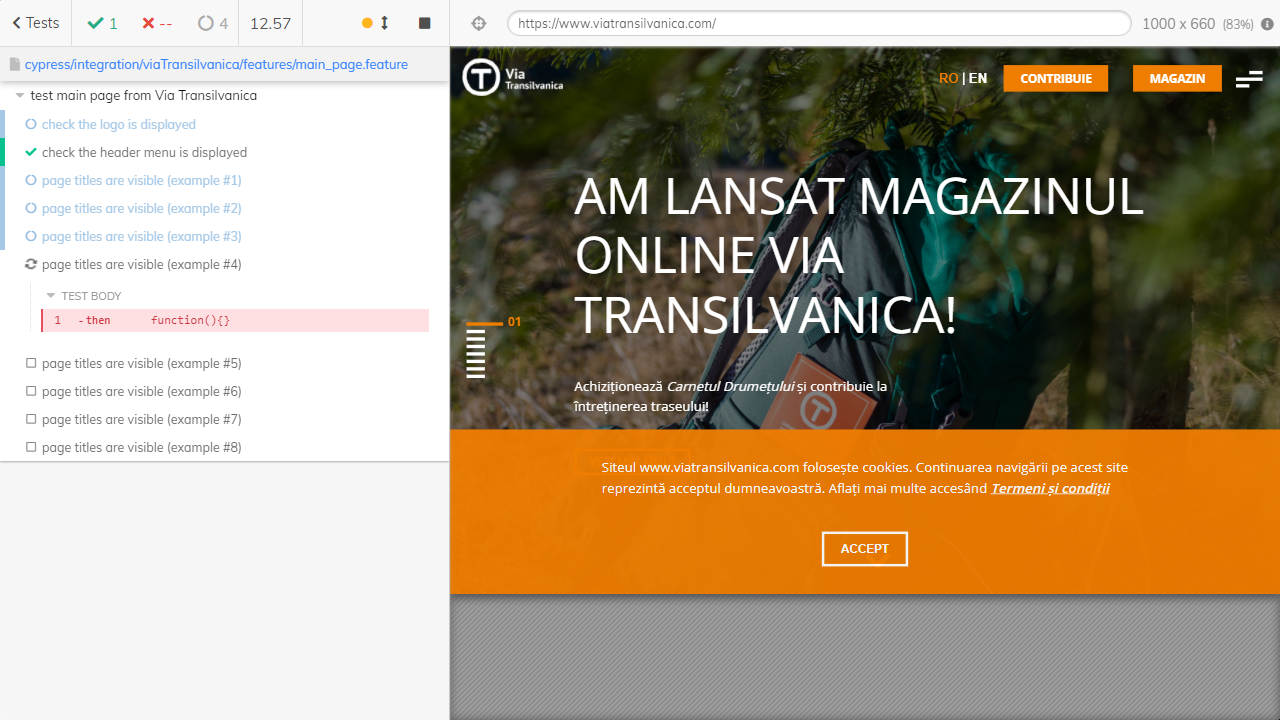 Tests
1
--
4
12.57
https://www.viatransilvanica.com/
1000 x 660 (83%)
cypress/integration/viaTransilvanica/features/main_page.feature
test main page from Via Transilvanica
check the logo is displayed
check the header menu is displayed
page titles are visible (example #1)
page titles are visible (example #2)
page titles are visible (example #3)
page titles are visible (example #4)
TEST BODY
1 -then function(){}
page titles are visible (example #5)
page titles are visible (example #6)
page titles are visible (example #7)
page titles are visible (example #8)
Via
Transilvanica
RO | EN
CONTRIBUIE
MAGAZIN
AM LANSAT MAGAZINUL
ONLINE VIA
TRANSILVANICA!
01
Achiziționează Carnetul Drumețului și contribuie la
întreținerea traseului!
Siteul www.viatransilvanica.com folosește cookies. Continuarea navigării pe acest site
reprezintă acceptul dumneavoastră. Aflați mai multe accesând Termeni și condiții
ACCEPT